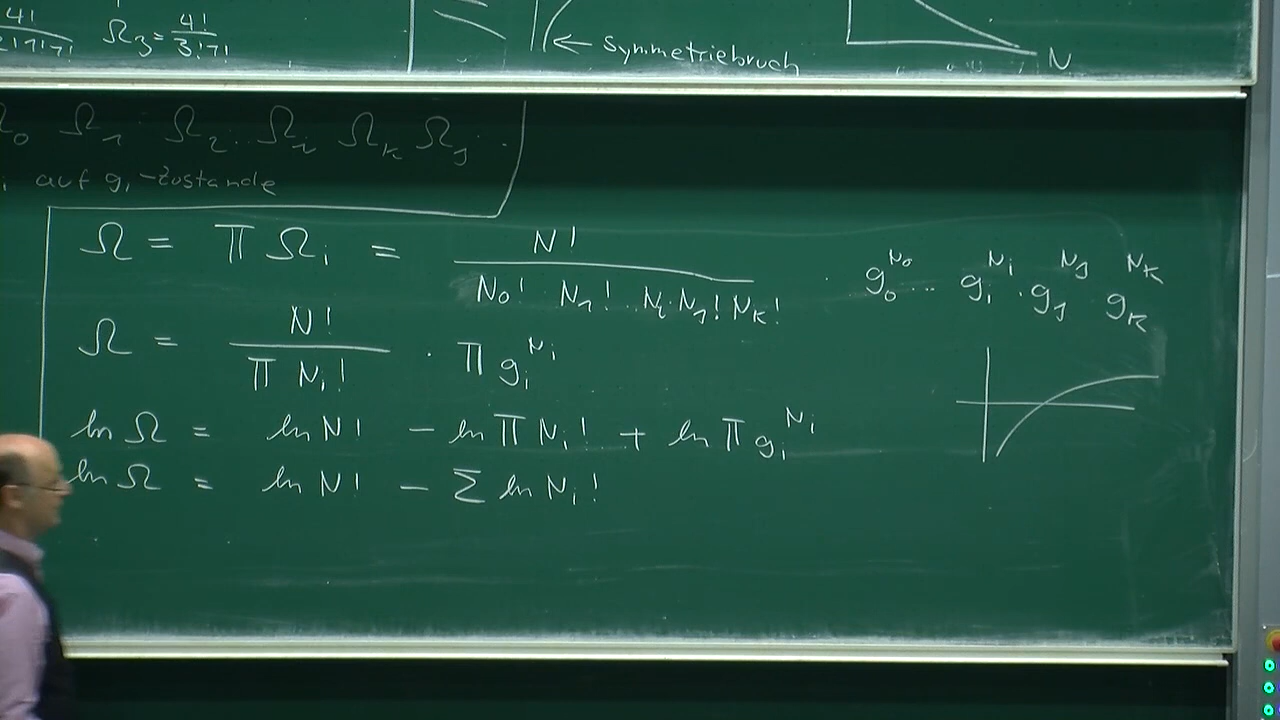 4! Ω₃ = 4!/3!1!
← Symmetriebruch N
Ω₁ Ω₂ .. Ωᵢ Ωₖ Ωⱼ .
auf gᵢ-Zustände
Ω = π Ωᵢ = N! / N₀! N₁! .. Nᵢ Nⱼ! Nₖ! · g₀^N₀ ... gᵢ^Nᵢ · gⱼ^Nⱼ gₖ^Nₖ
Ω = N! / π Nᵢ! · π gᵢ^Nᵢ
ln Ω = ln N! - ln π Nᵢ! + ln π gᵢ^Nᵢ
ln Ω = ln N! - Σ ln Nᵢ!